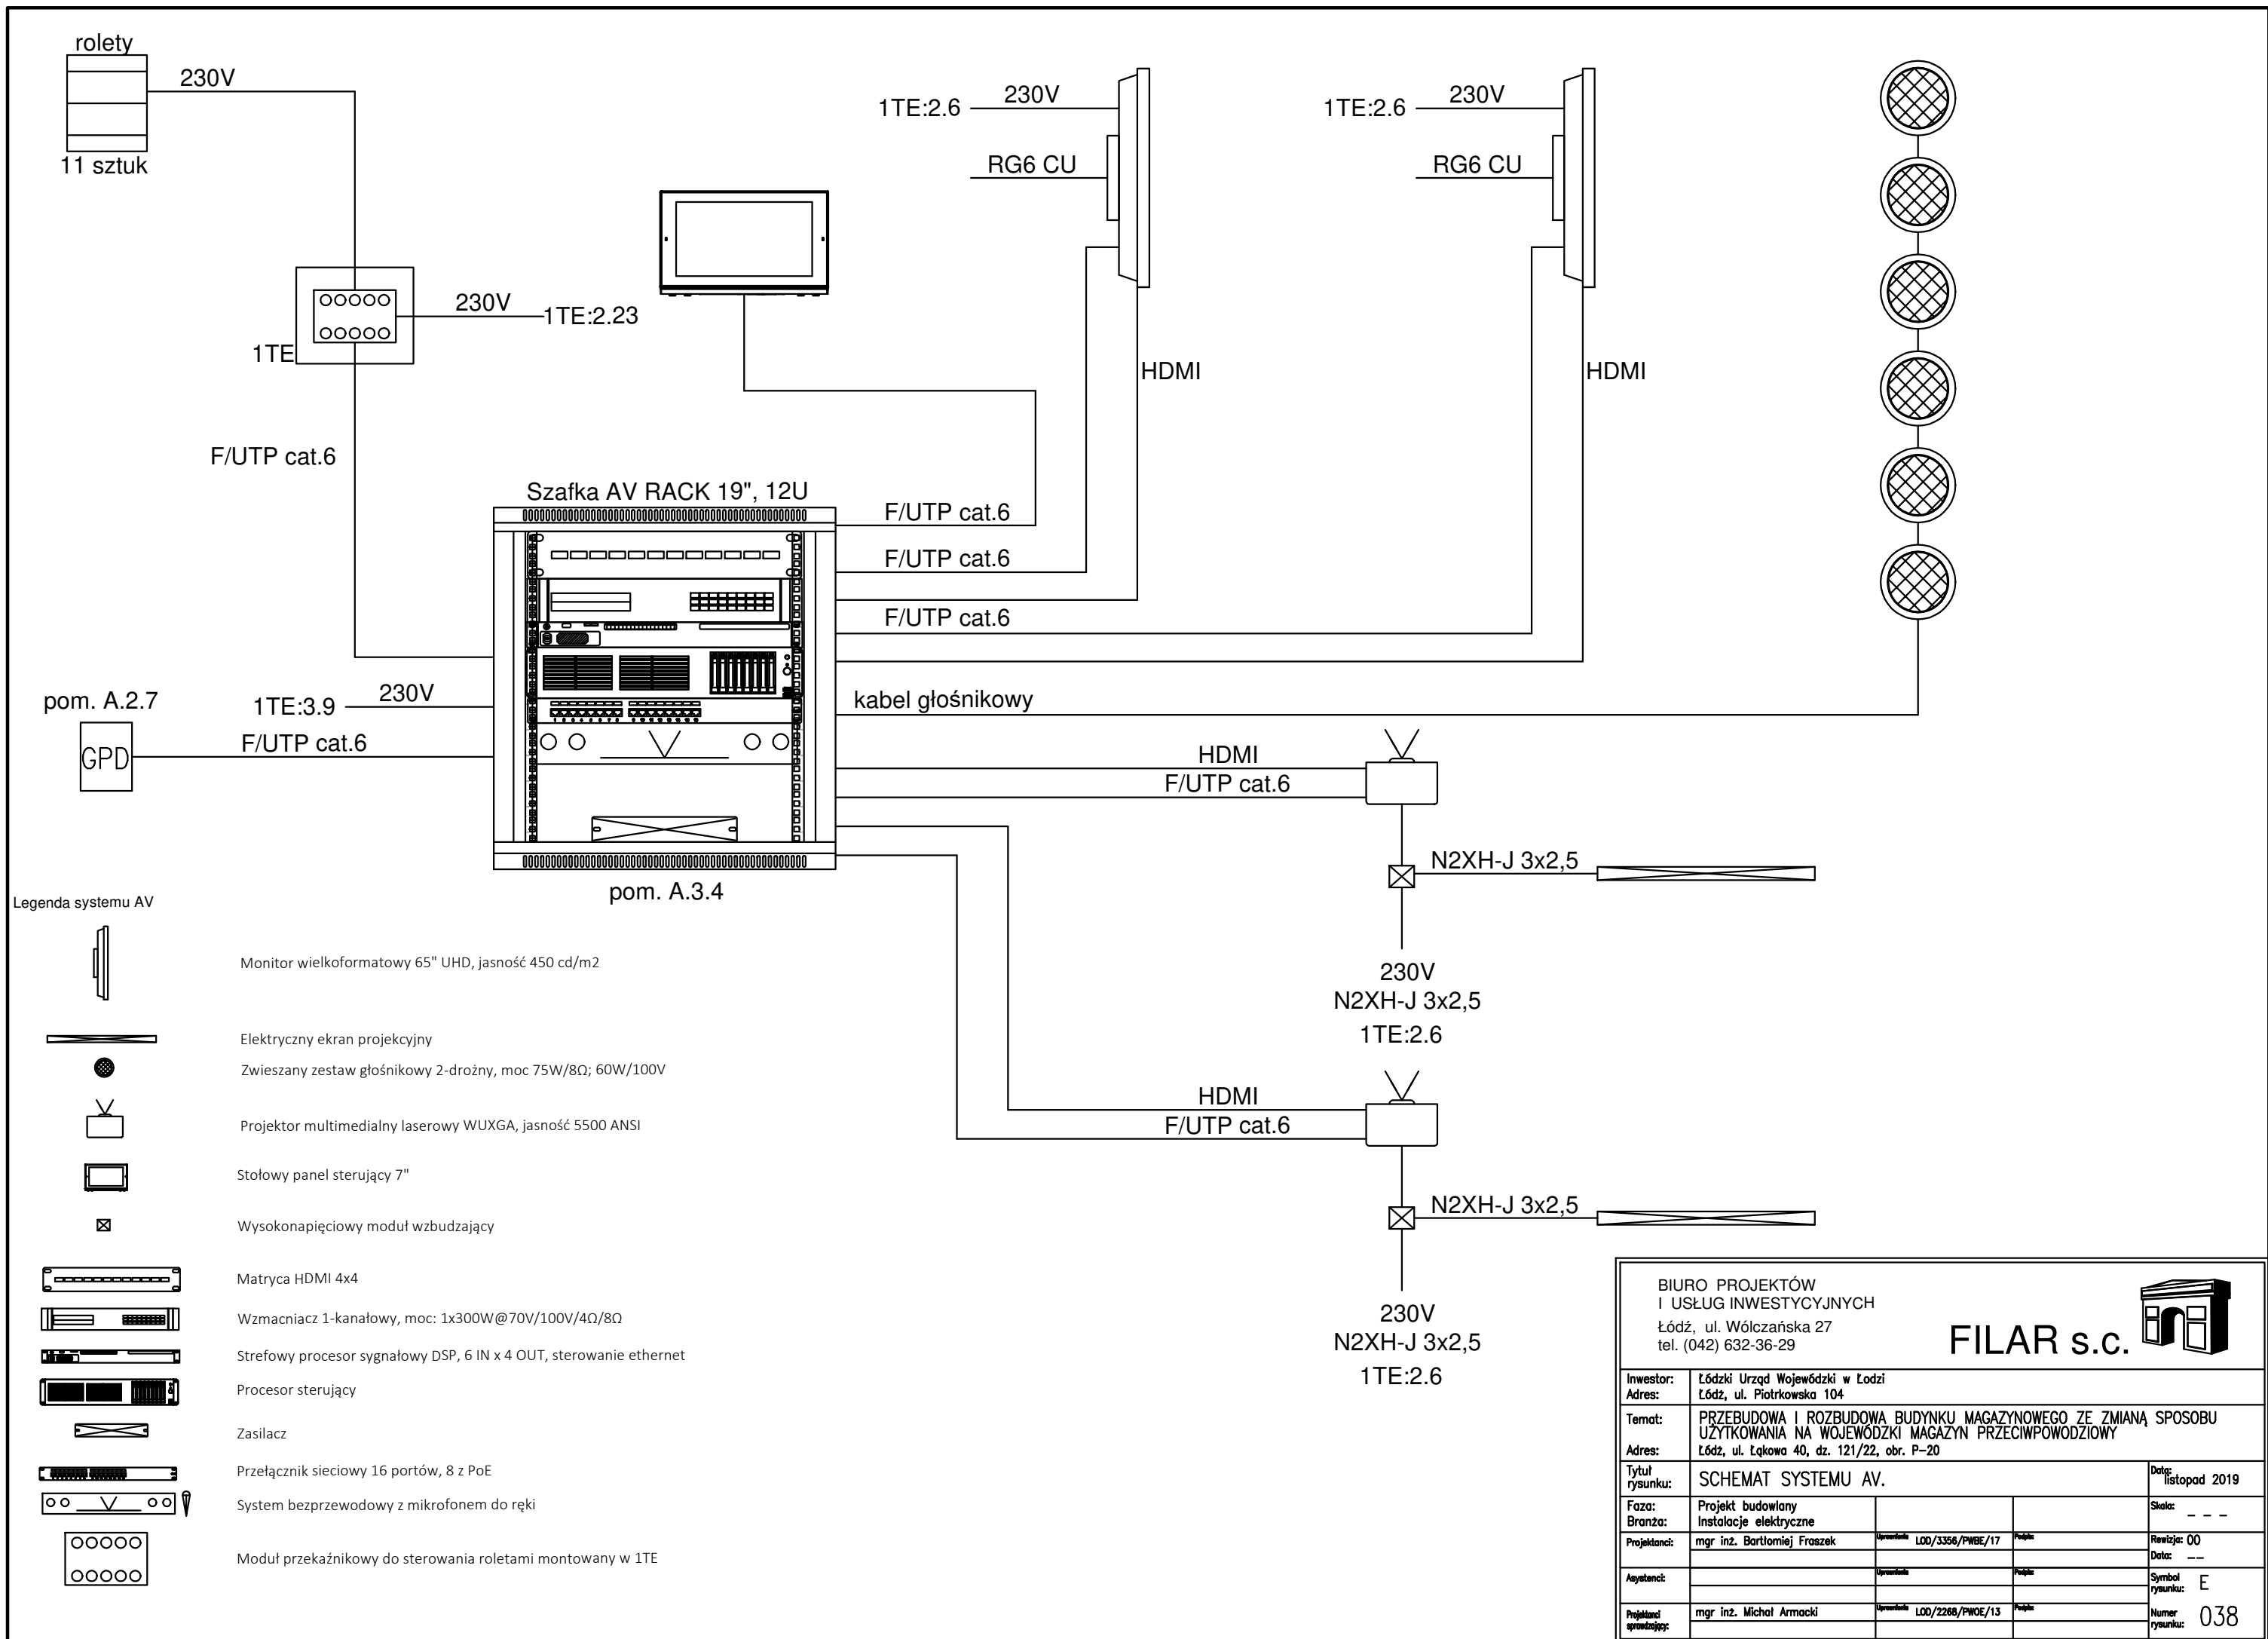 rolety
230V
11 sztuk
230V
1TE:2.23
1TE
F/UTP cat.6
1TE:2.6
230V
RG6 CU
HDMI
1TE:2.6
230V
RG6 CU
HDMI
Szafka AV RACK 19", 12U
F/UTP cat.6
F/UTP cat.6
F/UTP cat.6
kabel głośnikowy
pom. A.2.7
GPD
1TE:3.9
230V
F/UTP cat.6
pom. A.3.4
HDMI
F/UTP cat.6
N2XH-J 3x2,5
230V
N2XH-J 3x2,5
1TE:2.6
HDMI
F/UTP cat.6
N2XH-J 3x2,5
230V
N2XH-J 3x2,5
1TE:2.6
Legenda systemu AV
Monitor wielkoformatowy 65" UHD, jasność 450 cd/m2
Elektryczny ekran projekcyjny
Zwieszany zestaw głośnikowy 2-drożny, moc 75W/8Ω; 60W/100V
Projektor multimedialny laserowy WUXGA, jasność 5500 ANSI
Stołowy panel sterujący 7"
Wysokonapięciowy moduł wzbudzający
Matryca HDMI 4x4
Wzmacniacz 1-kanałowy, moc: 1x300W@70V/100V/4Ω/8Ω
Strefowy procesor sygnałowy DSP, 6 IN x 4 OUT, sterowanie ethernet
Procesor sterujący
Zasilacz
Przełącznik sieciowy 16 portów, 8 z PoE
System bezprzewodowy z mikrofonem do ręki
Moduł przekaźnikowy do sterowania roletami montowany w 1TE
BIURO PROJEKTÓW
I USŁUG INWESTYCYJNYCH
Łódź, ul. Wólczańska 27
tel. (042) 632-36-29
FILAR s.c.
Inwestor: Łódzki Urząd Wojewódzki w Łodzi
Adres: Łódź, ul. Piotrkowska 104
Temat: PRZEBUDOWA I ROZBUDOWA BUDYNKU MAGAZYNOWEGO ZE ZMIANĄ SPOSOBU
UŻYTKOWANIA NA WOJEWÓDZKI MAGAZYN PRZECIWPOWODZIOWY
Adres: Łódź, ul. Łąkowa 40, dz. 121/22, obr. P-20
Tytuł rysunku: SCHEMAT SYSTEMU AV.
Data: listopad 2019
Faza: Projekt budowlany
Branża: Instalacje elektryczne
Skala: - - -
Projektanci: mgr inż. Bartłomiej Fraszek Uprawnienia LOD/3356/PWBE/17 Podpis:
Rewizja: 00
Data: --
Asystenci: Uprawnienia Podpis:
Symbol rysunku: E
Projektanci sprawdzający: mgr inż. Michał Armacki Uprawnienia LOD/2268/PWOE/13 Podpis:
Numer rysunku: 038